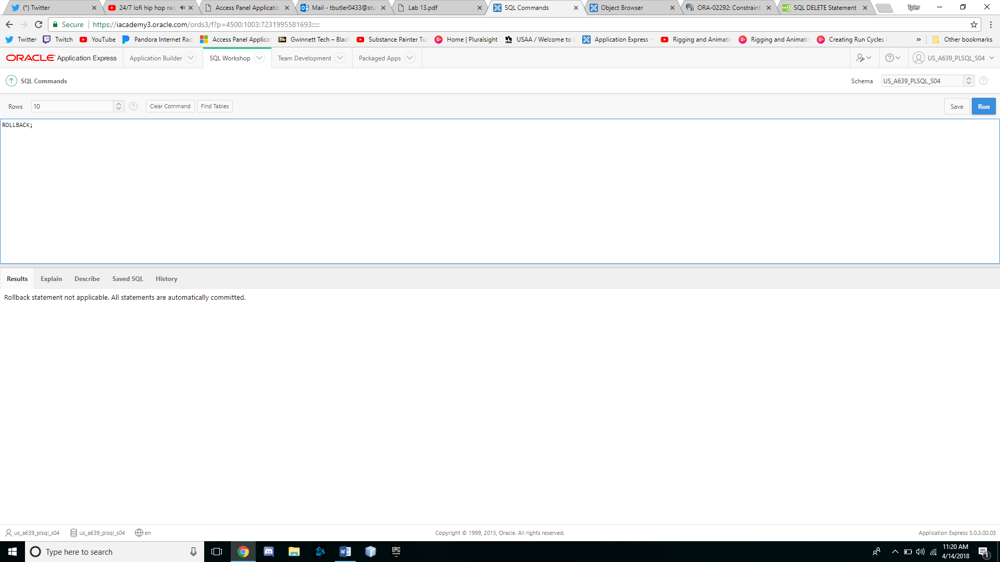 (*) Twitter
24/7 lofi hip hop rad
Access Panel Applicatio
Mail - tbutler0433@stu
Lab 13.pdf
SQL Commands
Object Browser
ORA-02292: Constraint
SQL DELETE Statement
Tyler
Secure
https://iacademy3.oracle.com/ords3/f?p=4500:1003:7231995581693:::::
Twitter
Twitch
YouTube
Pandora Internet Rad
Access Panel Applicat
Bb Gwinnett Tech – Blac
Substance Painter Tu
Home | Pluralsight
USAA / Welcome to
Application Express -
Rigging and Animati
Rigging and Animatin
Creating Run Cycles
»
Other bookmarks
ORACLE Application Express
Application Builder
SQL Workshop
Team Development
Packaged Apps
US_A639_PLSQL_S04
SQL Commands
Schema
US_A639_PLSQL_S04
Rows
10
Clear Command
Find Tables
Save
Run
ROLLBACK;
Results
Explain
Describe
Saved SQL
History
Rollback statement not applicable. All statements are automatically committed.
us_a639_plsql_s04
us_a639_plsql_s04
en
Copyright © 1999, 2015, Oracle. All rights reserved.
Application Express 5.0.3.00.03
Type here to search
EPIC
GAMES
11:20 AM
4/14/2018
1